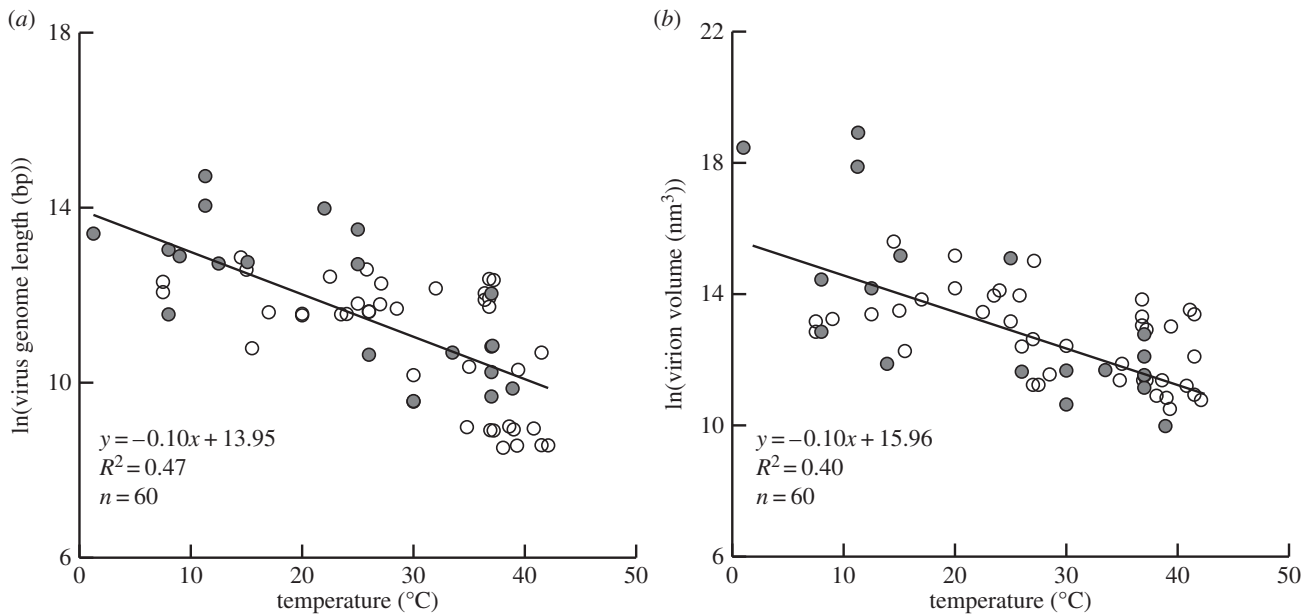 (a)
18
14
10
6
ln(virus genome length (bp))
y = −0.10x + 13.95
R² = 0.47
n = 60
0 10 20 30 40 50
temperature (°C)
(b)
22
18
14
10
6
ln(virion volume (nm³))
y = −0.10x + 15.96
R² = 0.40
n = 60
0 10 20 30 40 50
temperature (°C)